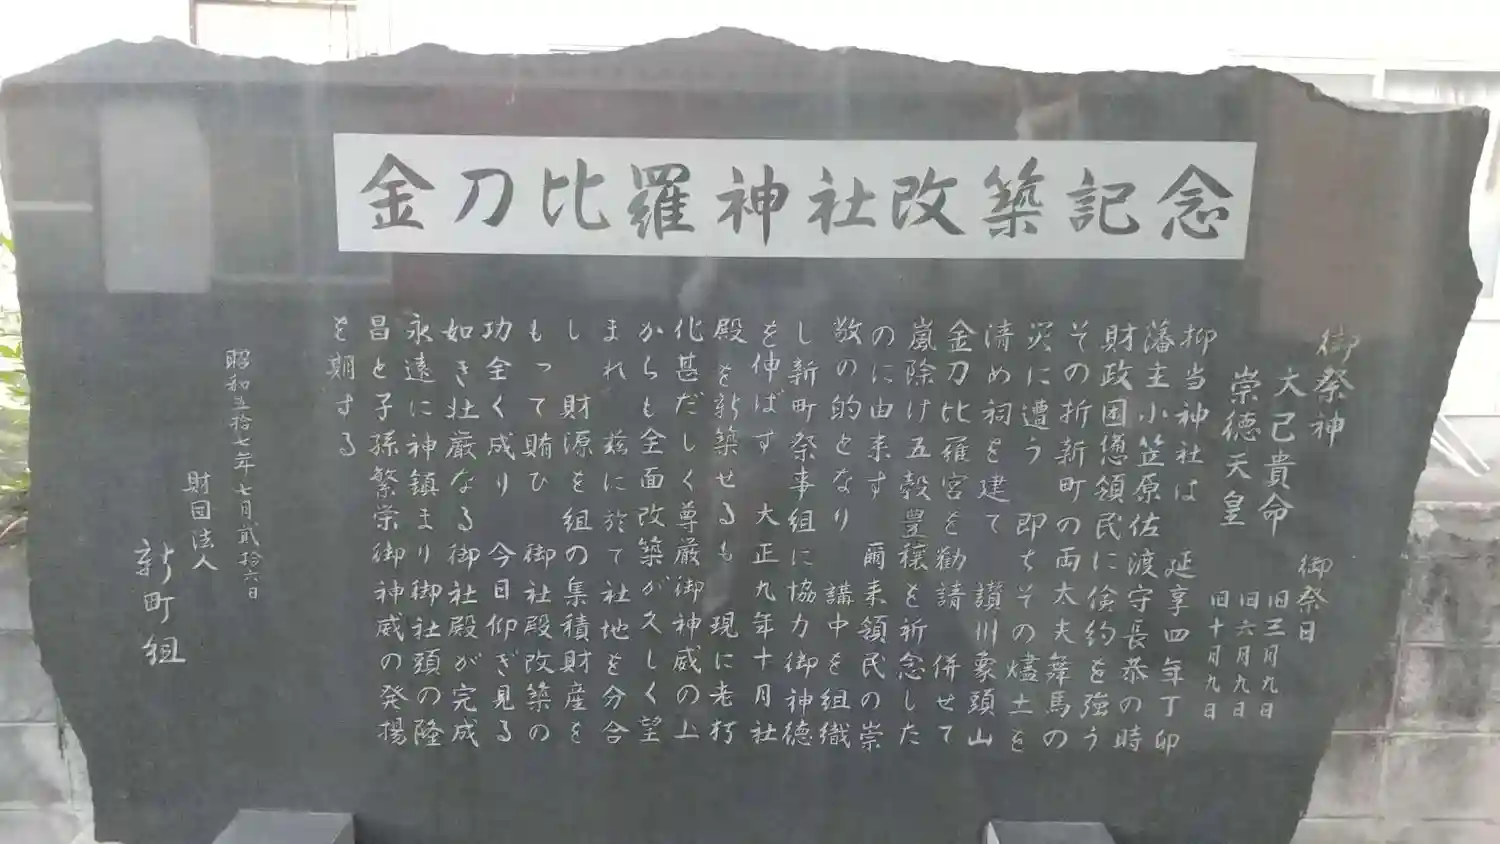 金刀比羅神社改築記念
御祭神
大己貴命
崇徳天皇
御祭日
旧三月九日
旧六月九日
旧十月九日
抑当神社は 延享四年丁卯
藩主小笠原佐渡守長恭の時
財政困憊領民に倹約を強う
その折新町の両太夫舞馬の
災に遭う 即ちその燼土を
清め祠を建て 讃州象頭山
金刀比羅宮を勧請 併せて
嵐除け五穀豊穣を祈念した
のに由来す 爾来領民の崇
敬の的となり 講中を組織
し新町祭事組に協力御神徳
を伸ばす 大正九年十月社
殿を新築せるも 現に老朽
化甚だしく尊厳御神威の上
からも全面改築が久しく望
まれ 玆に於て社地を分合
し 財源を組の集積財産を
もって賄ひ 御社殿改築の
功全く成り 今日仰ぎ見る
如き壮厳なる御社殿が完成
永遠に神鎮まり御社頭の隆
昌と子孫繁栄御神威の発揚
を期する
昭和五拾七年七月貮拾六日
財団法人
新町組